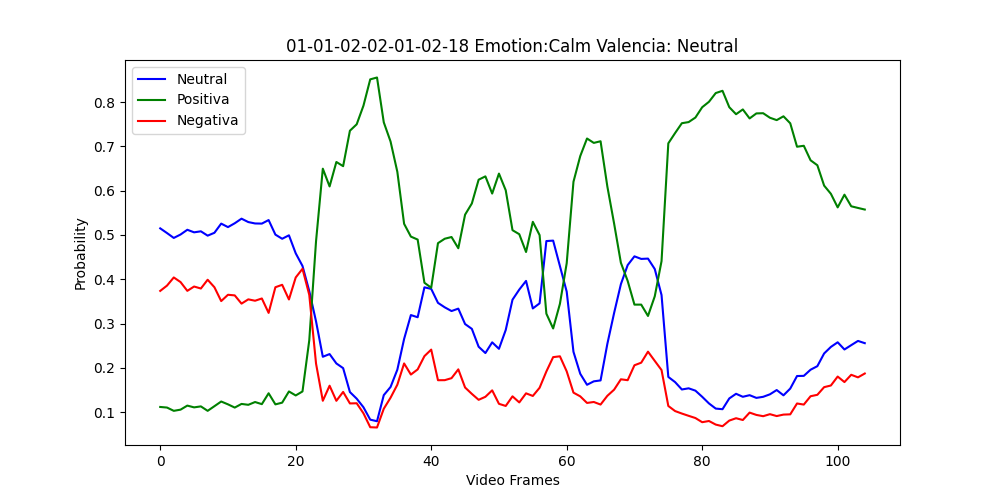 01-01-02-02-01-02-18 Emotion:Calm Valencia: Neutral
Neutral
Positiva
Negativa
Probability
0.8
0.7
0.6
0.5
0.4
0.3
0.2
0.1
0 20 40 60 80 100
Video Frames